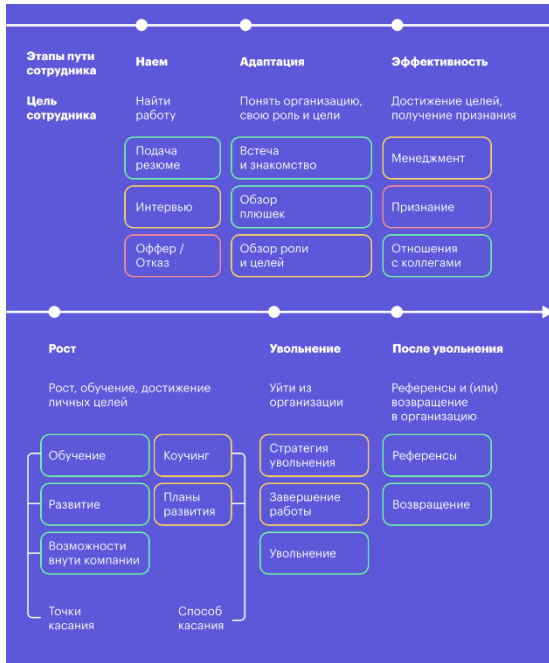 Этапы пути
сотрудника
Наем
Адаптация
Эффективность
Цель
сотрудника
Найти
работу
Понять организацию,
свою роль и цели
Достижение целей,
получение признания
Подача
резюме
Встеча
и знакомство
Менеджмент
Интервью
Обзор
плюшек
Признание
Оффер /
Отказ
Обзор роли
и целей
Отношения
с коллегами
Рост
Увольнение
После увольнения
Рост, обучение, достижение
личных целей
Уйти из
организации
Референсы и (или)
возвращение
в организацию
Обучение
Коучинг
Стратегия
увольнения
Референсы
Развитие
Планы
развития
Завершение
работы
Возвращение
Возможности
внути компании
Увольнение
Точки
касания
Способ
касания